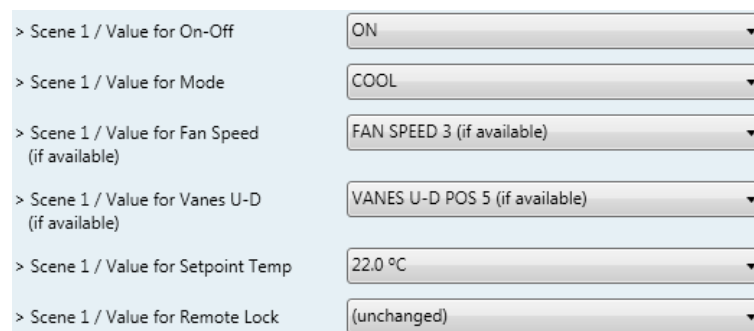 > Scene 1 / Value for On-Off ON
> Scene 1 / Value for Mode COOL
> Scene 1 / Value for Fan Speed FAN SPEED 3 (if available)
(if available)
> Scene 1 / Value for Vanes U-D VANES U-D POS 5 (if available)
(if available)
> Scene 1 / Value for Setpoint Temp 22.0 ºC
> Scene 1 / Value for Remote Lock (unchanged)